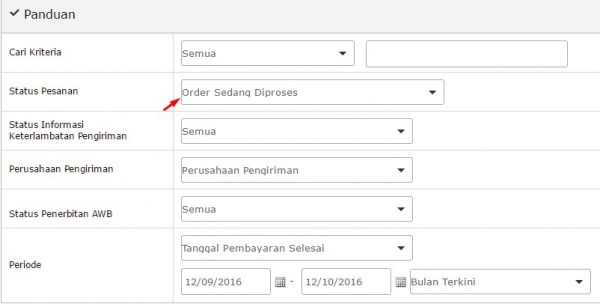 ✓ Panduan
Cari Kriteria Semua
Status Pesanan Order Sedang Diproses
Status Informasi
Keterlambatan Pengiriman Semua
Perusahaan Pengiriman Perusahaan Pengiriman
Status Penerbitan AWB Semua
Periode Tanggal Pembayaran Selesai
12/09/2016 - 12/10/2016 Bulan Terkini